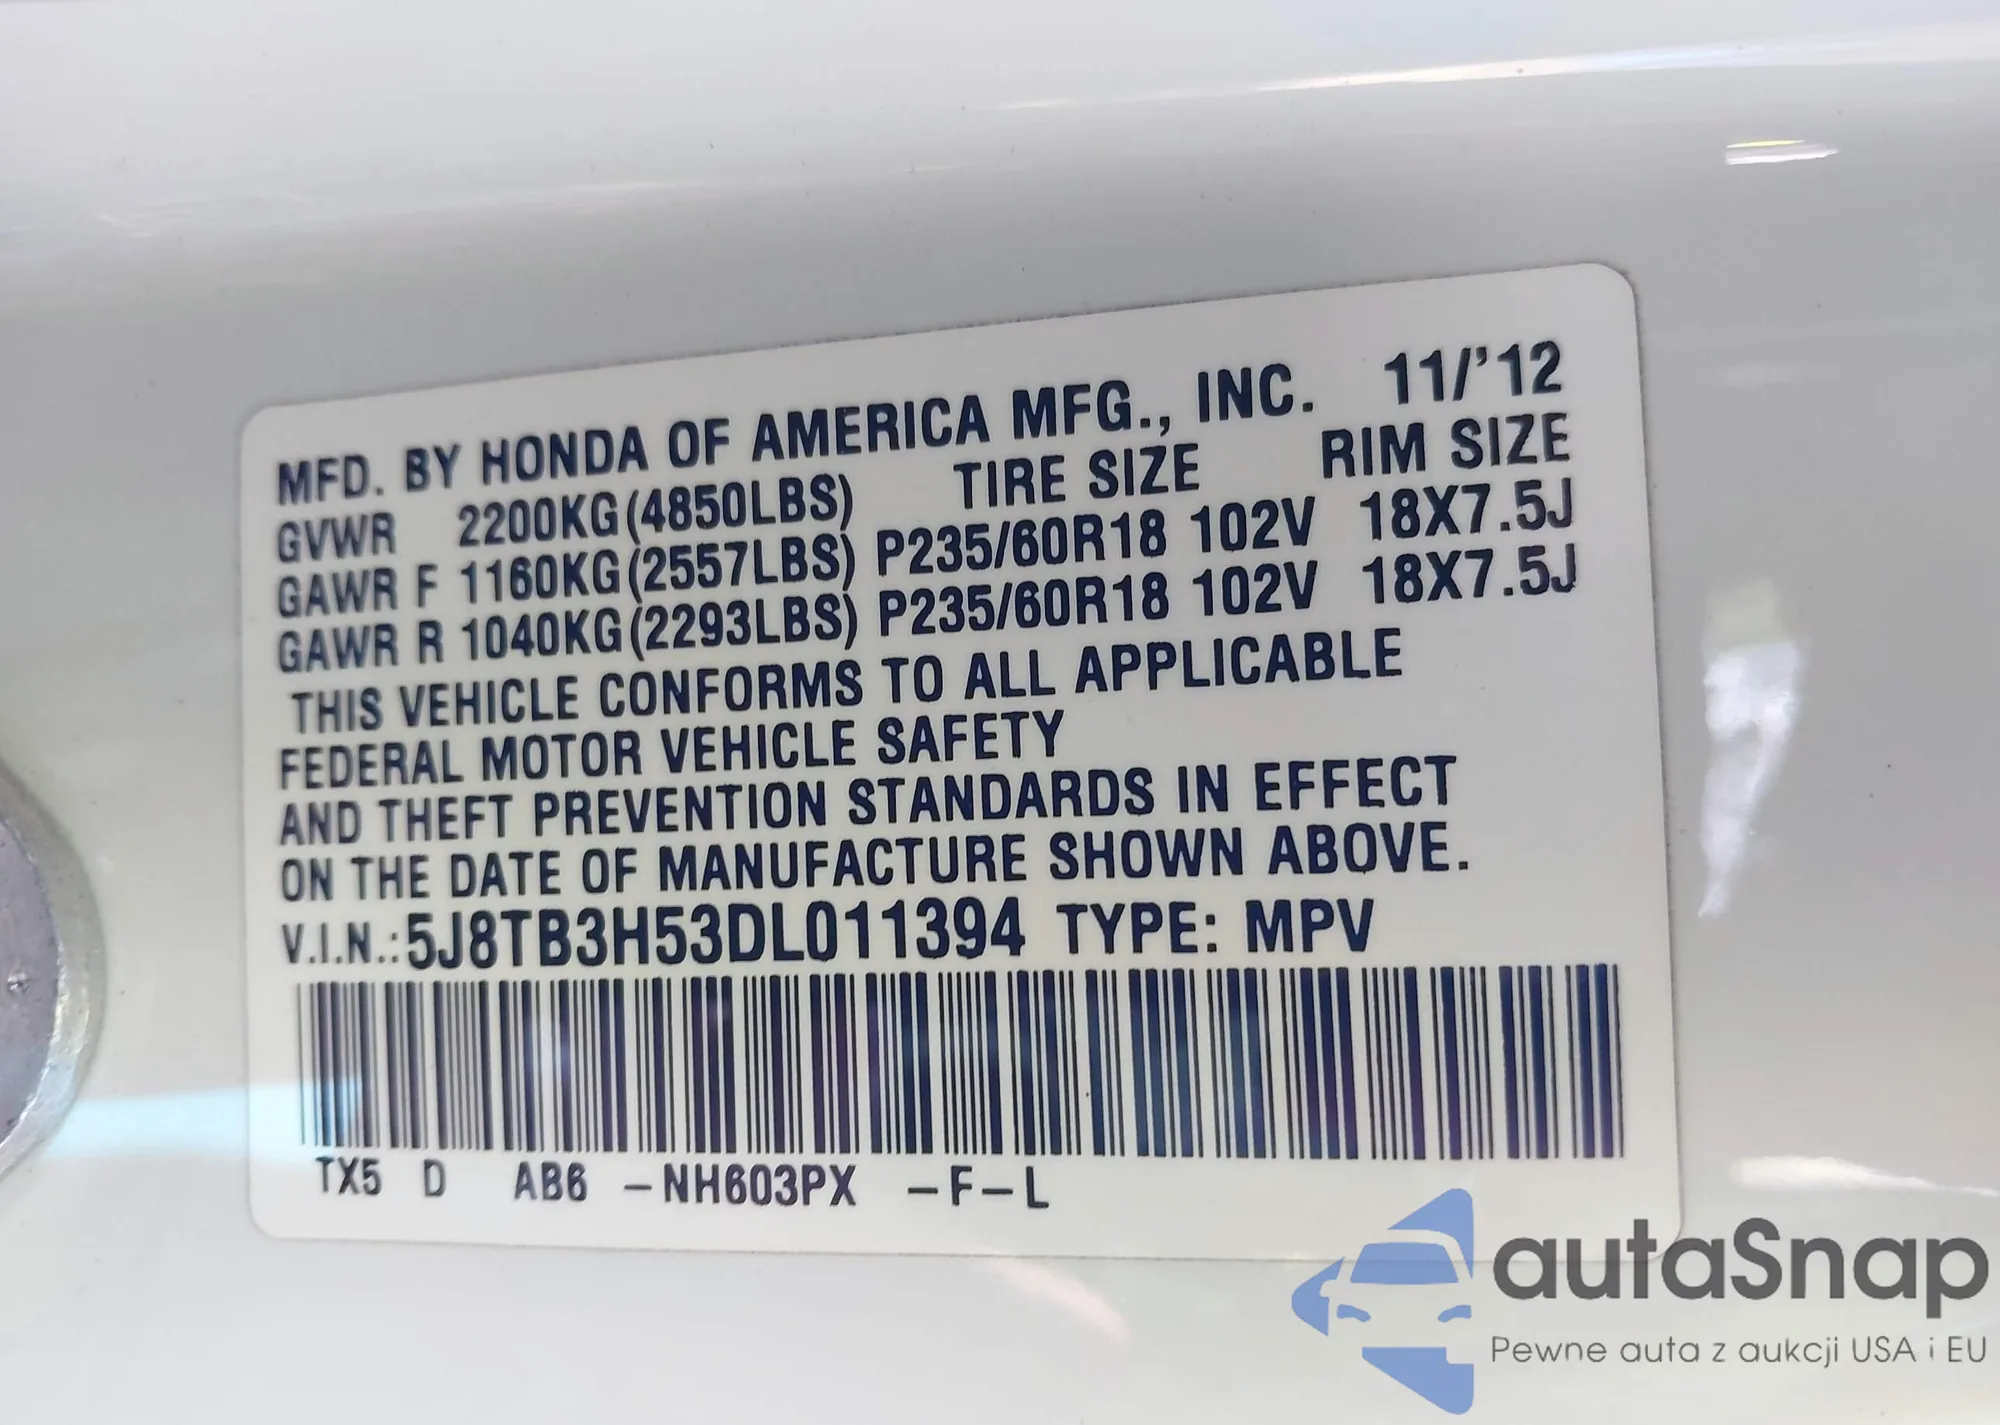 MFD. BY HONDA OF AMERICA MFG., INC. 11/'12
GVWR 2200KG(4850LBS) TIRE SIZE RIM SIZE
GAWR F 1160KG(2557LBS) P235/60R18 102V 18X7.5J
GAWR R 1040KG(2293LBS) P235/60R18 102V 18X7.5J
THIS VEHICLE CONFORMS TO ALL APPLICABLE
FEDERAL MOTOR VEHICLE SAFETY
AND THEFT PREVENTION STANDARDS IN EFFECT
ON THE DATE OF MANUFACTURE SHOWN ABOVE.
V.I.N.:5J8TB3H53DL011394 TYPE: MPV
TX5 D AB6 –NH603PX –F–L
autaSnap
Pewne auta z aukcji USA i EU